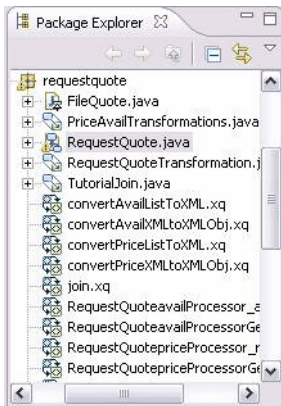 Package Explorer
requestquote
FileQuote.java
PriceAvailTransformations.java
RequestQuote.java
RequestQuoteTransformation.j
TutorialJoin.java
convertAvailListToXML.xq
convertAvailXMLtoXMLObj.xq
convertPriceListToXML.xq
convertPriceXMLtoXMLObj.xq
join.xq
RequestQuoteavailProcessor_a
RequestQuoteavailProcessorGe
RequestQuotepriceProcessor_r
RequestQuotepriceProcessorGe